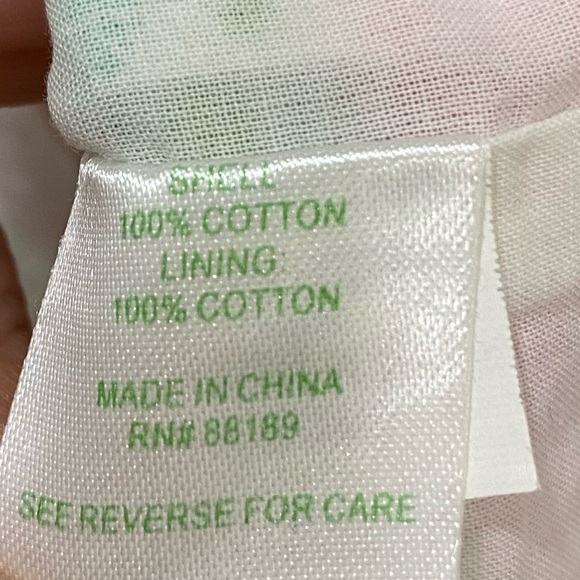 SHELL
100% COTTON
LINING
100% COTTON
MADE IN CHINA
RN# 88189
SEE REVERSE FOR CARE